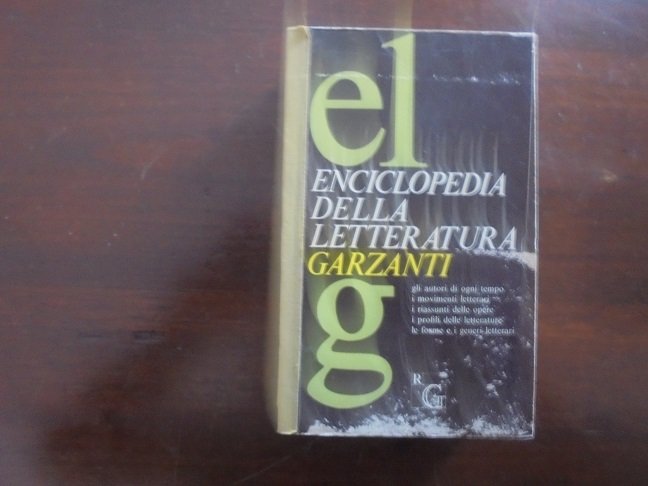 el
ENCICLOPEDIA
DELLA
LETTERATURA
GARZANTI
gli autori di ogni tempo
i movimenti letterari
i riassunti delle opere
i profili delle letterature
le forme e i generi letterari
g